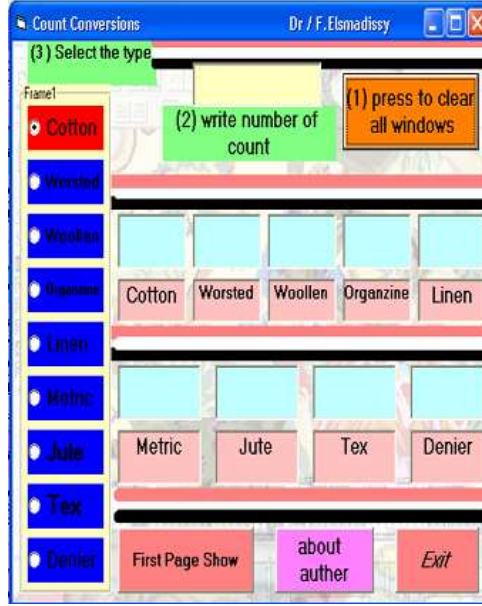 Count Conversions Dr / F.Elsmadissy
(3 ) Select the type
Frame1
(1) press to clear
all windows
(2) write number of
count
Cotton
Worsted
Woollen
Organzine
Linen
Metric
Jute
Tex
Denier
Cotton Worsted Woollen Organzine Linen
Metric Jute Tex Denier
First Page Show
about
auther
Exit